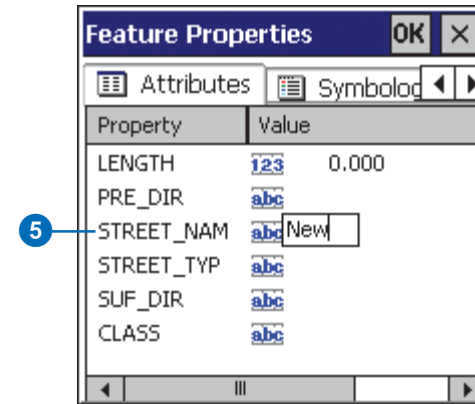 Feature Properties OK
Attributes Symbolog
Property Value
LENGTH 123 0.000
PRE_DIR abc
5 STREET_NAM abc New
STREET_TYP abc
SUF_DIR abc
CLASS abc